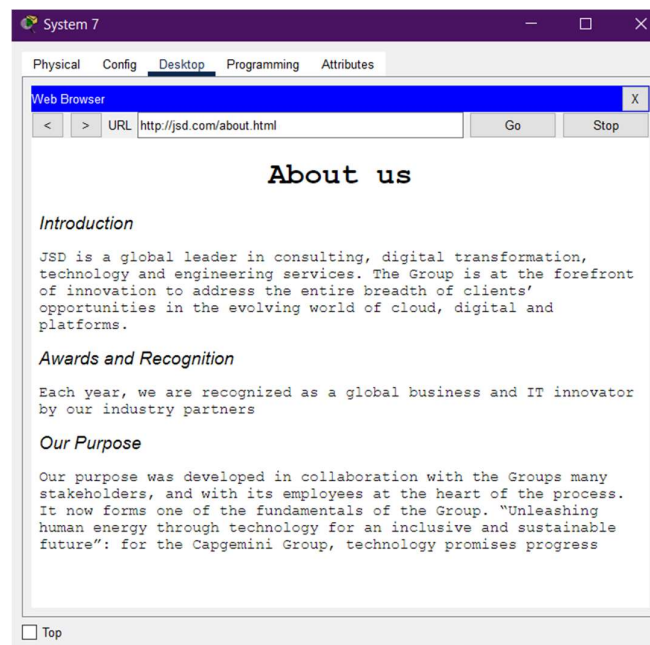 System 7
Physical Config Desktop Programming Attributes
Web Browser X
< > URL http://jsd.com/about.html Go Stop
About us
Introduction
JSD is a global leader in consulting, digital transformation,
technology and engineering services. The Group is at the forefront
of innovation to address the entire breadth of clients’
opportunities in the evolving world of cloud, digital and
platforms.
Awards and Recognition
Each year, we are recognized as a global business and IT innovator
by our industry partners
Our Purpose
Our purpose was developed in collaboration with the Groups many
stakeholders, and with its employees at the heart of the process.
It now forms one of the fundamentals of the Group. “Unleashing
human energy through technology for an inclusive and sustainable
future”: for the Capgemini Group, technology promises progress
Top